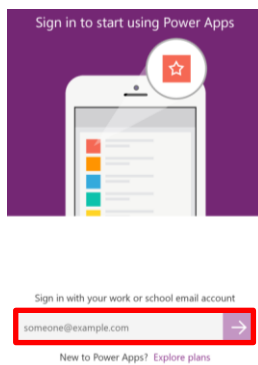 Sign in to start using Power Apps
Sign in with your work or school email account
someone@example.com
New to Power Apps? Explore plans